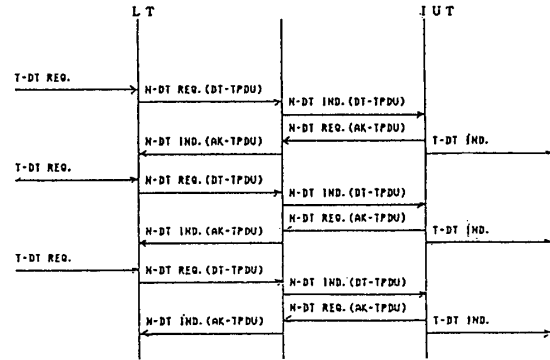 LT IUT
T-DT REQ.
N-DT REQ.(DT-TPDU)
N-DT IND.(DT-TPDU)
N-DT REQ.(AK-TPDU)
N-DT IND.(AK-TPDU) T-DT IND.
T-DT REQ.
N-DT REQ.(DT-TPDU)
N-DT IND.(DT-TPDU)
N-DT REQ.(AK-TPDU)
N-DT IND.(AK-TPDU) T-DT IND.
T-DT REQ.
N-DT REQ.(DT-TPDU)
N-DT IND.(DT-TPDU)
N-DT REQ.(AK-TPDU)
N-DT IND.(AK-TPDU) T-DT IND.